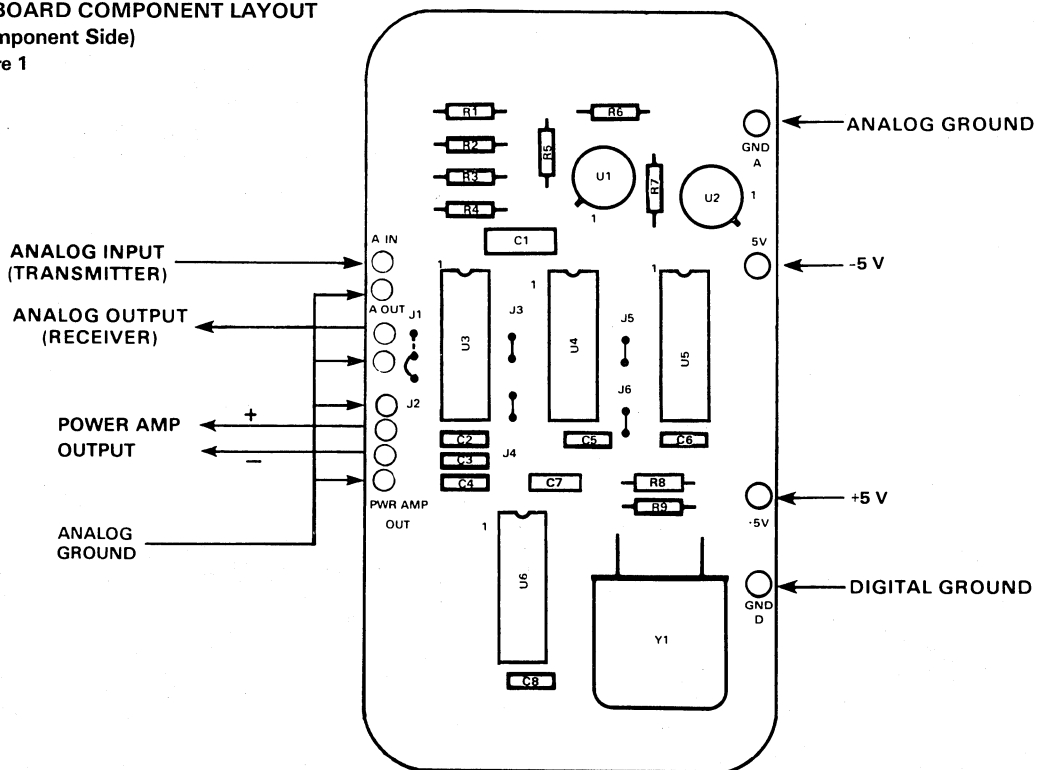 BOARD COMPONENT LAYOUT
mponent Side)
re 1
R1
R6
R2
R5
R3
R4
U1
1
R7
U2
1
ANALOG GROUND
GND
A
C1
A IN
ANALOG INPUT
(TRANSMITTER)
5V
-5 V
A OUT
ANALOG OUTPUT
(RECEIVER)
J1
1
U3
J3
1
U4
J5
1
U5
J6
J2
POWER AMP
OUTPUT
+
–
C2
C3
C4
J4
C5
C6
C7
R8
R9
+5 V
·5V
PWR AMP
OUT
ANALOG
GROUND
1
U6
C8
Y1
DIGITAL GROUND
GND
D